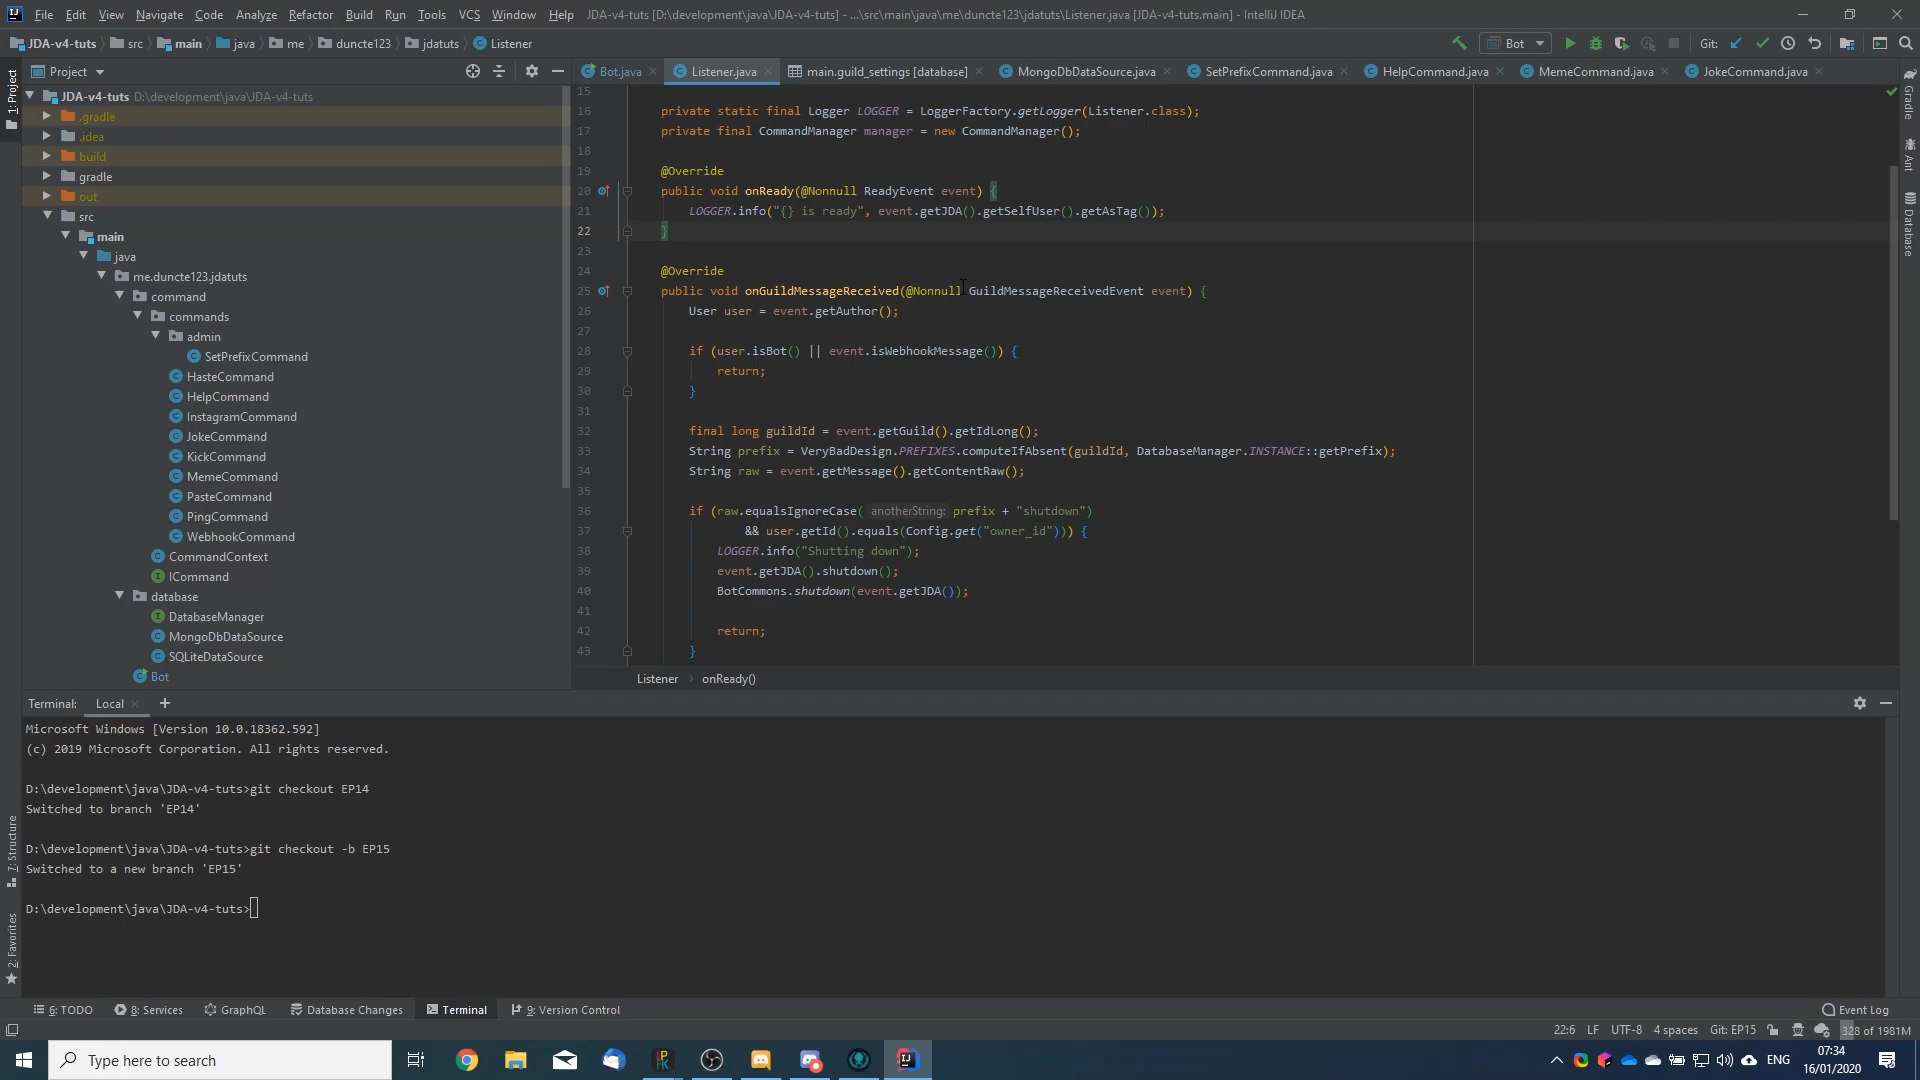 File Edit View Navigate Code Analyze Refactor Build Run Tools VCS Window Help JDA-v4-tuts [D:\development\java\JDA-v4-tuts] - ...\src\main\java\me\duncte123\jdatuts\Listener.java [JDA-v4-tuts.main] - IntelliJ IDEA
JDA-v4-tuts src main java me duncte123 jdatuts Listener Bot Git:
Project
Bot.java Listener.java main.guild_settings [database] MongoDbDataSource.java SetPrefixCommand.java HelpCommand.java MemeCommand.java JokeCommand.java
1: Project
7: Structure
2: Favorites
Gradle
Ant
Database
JDA-v4-tuts D:\development\java\JDA-v4-tuts
.gradle
.idea
build
gradle
out
src
main
java
me.duncte123.jdatuts
command
commands
admin
SetPrefixCommand
HasteCommand
HelpCommand
InstagramCommand
JokeCommand
KickCommand
MemeCommand
PasteCommand
PingCommand
WebhookCommand
CommandContext
ICommand
database
DatabaseManager
MongoDbDataSource
SQLiteDataSource
Bot
15
16 private static final Logger LOGGER = LoggerFactory.getLogger(Listener.class);
17 private final CommandManager manager = new CommandManager();
18
19 @Override
20 public void onReady(@Nonnull ReadyEvent event) {
21 LOGGER.info("{} is ready", event.getJDA().getSelfUser().getAsTag());
22 }
23
24 @Override
25 public void onGuildMessageReceived(@Nonnull GuildMessageReceivedEvent event) {
26 User user = event.getAuthor();
27
28 if (user.isBot() || event.isWebhookMessage()) {
29 return;
30 }
31
32 final long guildId = event.getGuild().getIdLong();
33 String prefix = VeryBadDesign.PREFIXES.computeIfAbsent(guildId, DatabaseManager.INSTANCE::getPrefix);
34 String raw = event.getMessage().getContentRaw();
35
36 if (raw.equalsIgnoreCase( anotherString: prefix + "shutdown")
37 && user.getId().equals(Config.get("owner_id"))) {
38 LOGGER.info("Shutting down");
39 event.getJDA().shutdown();
40 BotCommons.shutdown(event.getJDA());
41
42 return;
43 }
Listener onReady()
Terminal: Local
Microsoft Windows [Version 10.0.18362.592]
(c) 2019 Microsoft Corporation. All rights reserved.
D:\development\java\JDA-v4-tuts>git checkout EP14
Switched to branch 'EP14'
D:\development\java\JDA-v4-tuts>git checkout -b EP15
Switched to a new branch 'EP15'
D:\development\java\JDA-v4-tuts>
6: TODO 8: Services GraphQL Database Changes Terminal 9: Version Control Event Log
22:6 LF UTF-8 4 spaces Git: EP15 328 of 1981M
Type here to search ENG
07:34
16/01/2020